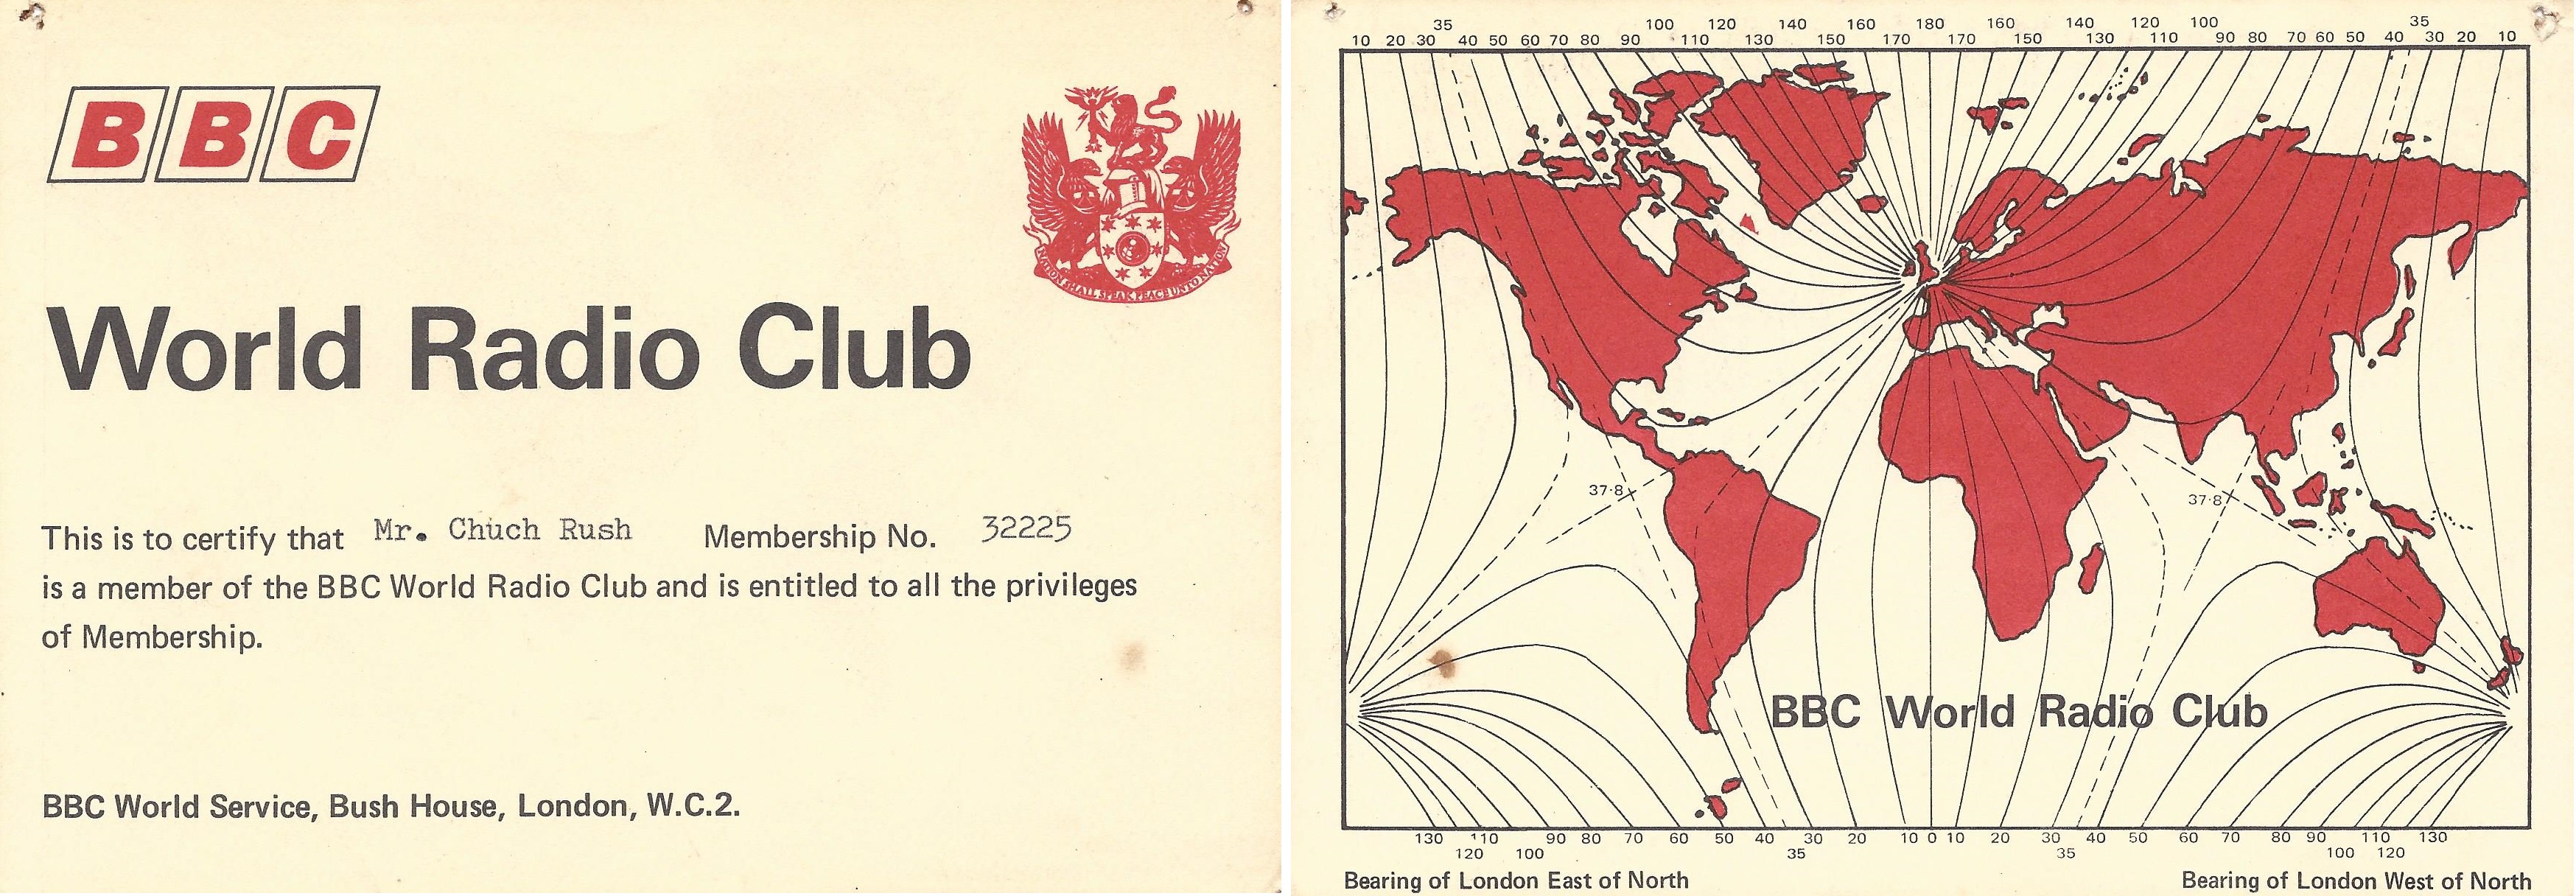 BBC
NATION SHALL SPEAK PEACE UNTO NATION
World Radio Club
This is to certify that Mr. Chuch Rush Membership No. 32225
is a member of the BBC World Radio Club and is entitled to all the privileges
of Membership.
BBC World Service, Bush House, London, W.C.2.
35 100 120 140 160 180 160 140 120 100 35
10 20 30 40 50 60 70 80 90 110 130 150 170 170 150 130 110 90 80 70 60 50 40 30 20 10
37·8 37·8
BBC World Radio Club
130 110 90 80 70 60 50 40 30 20 10 0 10 20 30 40 50 60 70 80 90 110 130
120 100 35 35 100 120
Bearing of London East of North Bearing of London West of North